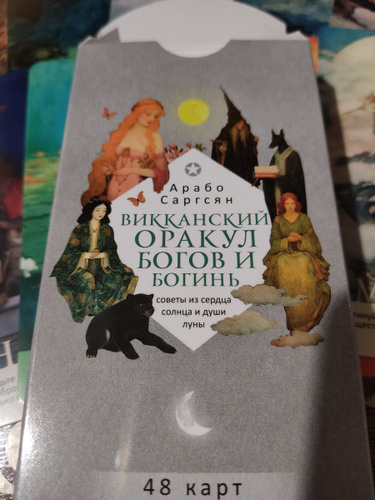 Арабо
Саргсян
ВИККАНСКИЙ
ОРАКУЛ
БОГОВ И
БОГИНЬ
советы из сердца
солнца и души
луны
48 карт